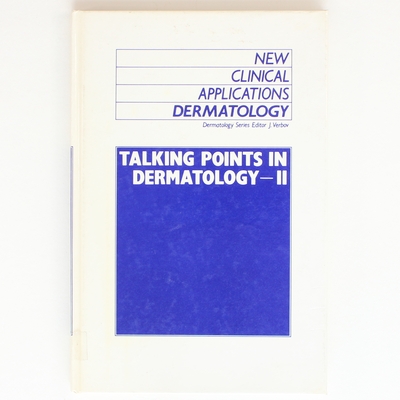 NEW
CLINICAL
APPLICATIONS
DERMATOLOGY
Dermatology Series Editor J. Verbov
TALKING POINTS IN
DERMATOLOGY—II